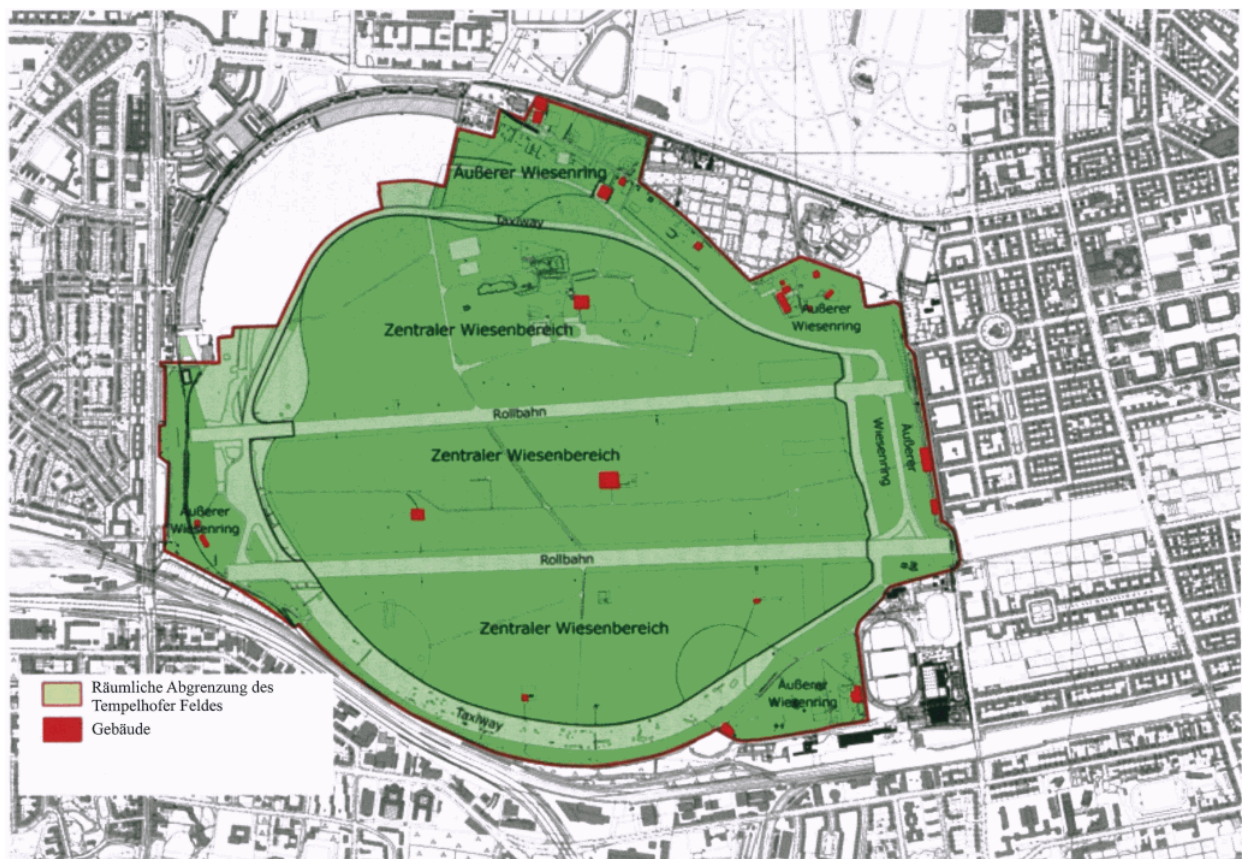 Äußerer Wiesenring
Taxiway
Äußerer
Wiesenring
Zentraler Wiesenbereich
Rollbahn
Äußerer
Wiesenring
Zentraler Wiesenbereich
Äußerer
Wiesenring
Rollbahn
Zentraler Wiesenbereich
Äußerer
Wiesenring
Taxiway
Räumliche Abgrenzung des
Tempelhofer Feldes
Gebäude